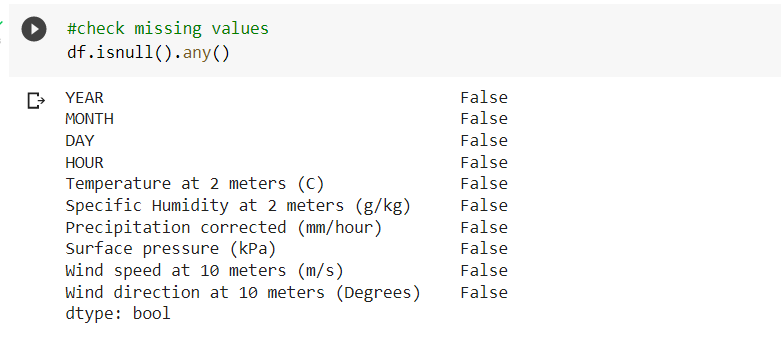 #check missing values
df.isnull().any()
YEAR False
MONTH False
DAY False
HOUR False
Temperature at 2 meters (C) False
Specific Humidity at 2 meters (g/kg) False
Precipitation corrected (mm/hour) False
Surface pressure (kPa) False
Wind speed at 10 meters (m/s) False
Wind direction at 10 meters (Degrees) False
dtype: bool